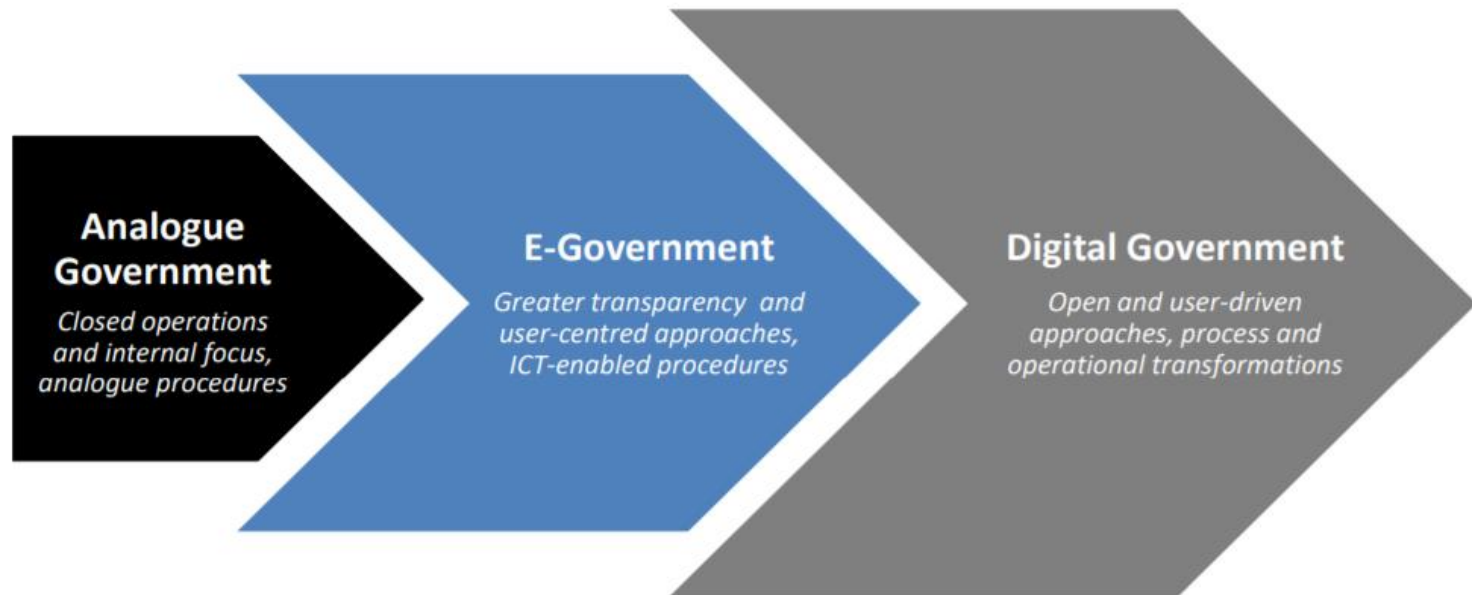 Analogue
Government
Closed operations
and internal focus,
analogue procedures
E-Government
Greater transparency and
user-centred approaches,
ICT-enabled procedures
Digital Government
Open and user-driven
approaches, process and
operational transformations